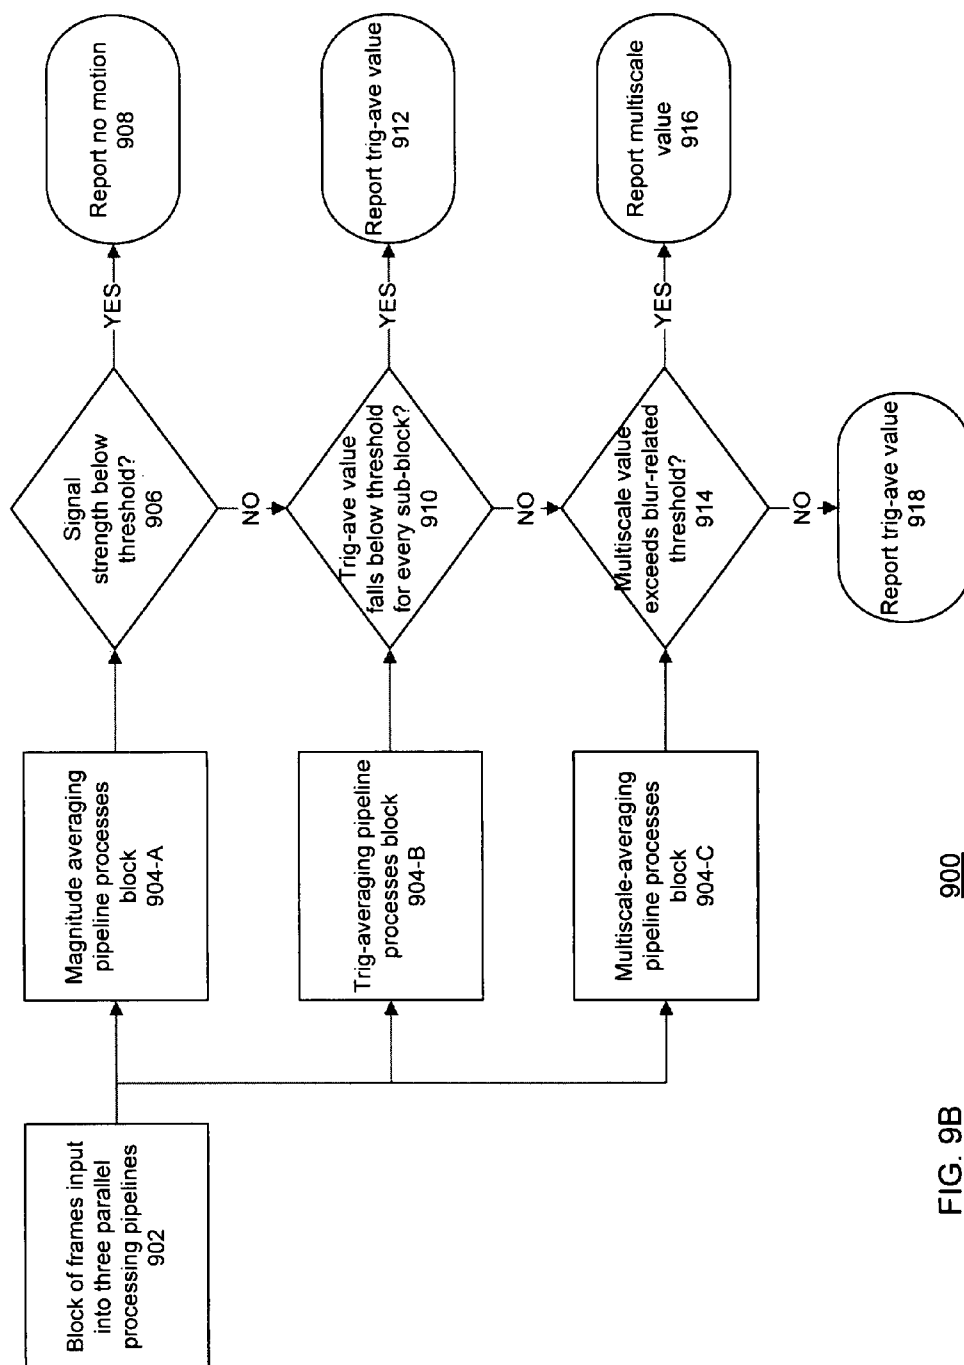 Block of frames input
into three parallel
processing pipelines
902
Magnitude averaging
pipeline processes
block
904-A
Signal
strength below
threshold?
906
YES
Report no motion
908
NO
Trig-averaging pipeline
processes block
904-B
Trig-ave value
falls below threshold
for every sub-block?
910
YES
Report trig-ave value
912
NO
Multiscale-averaging
pipeline processes
block
904-C
Multiscale value
exceeds blur-related
threshold?
914
YES
Report multiscale
value
916
NO
Report trig-ave value
918
FIG. 9B
900